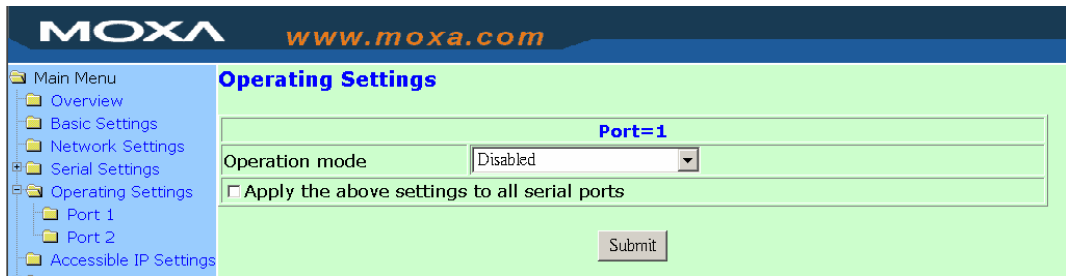 MOXA www.moxa.com
Main Menu
Overview
Basic Settings
Network Settings
Serial Settings
Operating Settings
Port 1
Port 2
Accessible IP Settings
Operating Settings
Port=1
Operation mode Disabled
Apply the above settings to all serial ports
Submit